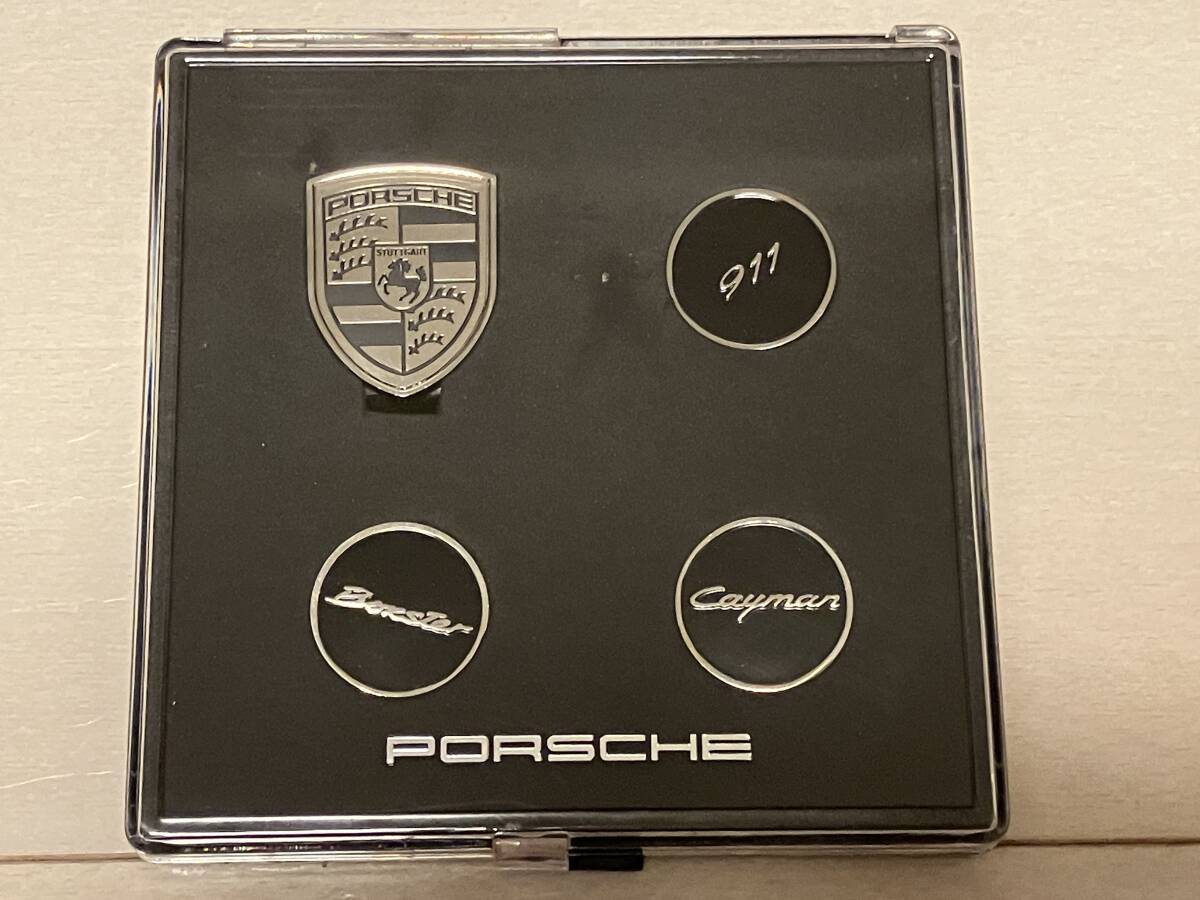 PORSCHE
STUTTGART
911
Boxster
Cayman
PORSCHE